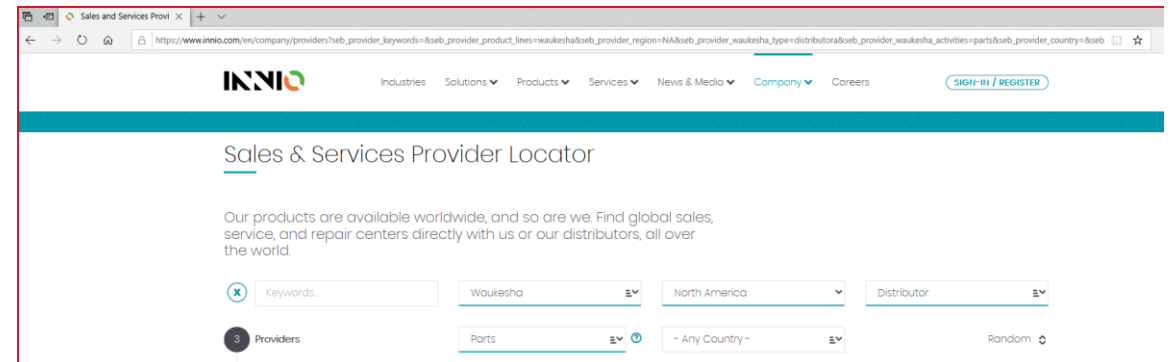 Sales and Services Provi
https://www.innio.com/en/company/providers?seb_provider_keywords=&seb_provider_product_lines=waukesha&seb_provider_region=NA&seb_provider_waukesha_type=distributora&seb_provider_waukesha_activities=parts&seb_provider_country=&seb
INNIO Industries Solutions Products Services News & Media Company Careers SIGN-IN / REGISTER
Sales & Services Provider Locator
Our products are available worldwide, and so are we. Find global sales,
service, and repair centers directly with us or our distributors, all over
the world.
X Keywords.. Waukesha North America Distributor
3 Providers Parts ? - Any Country - Random